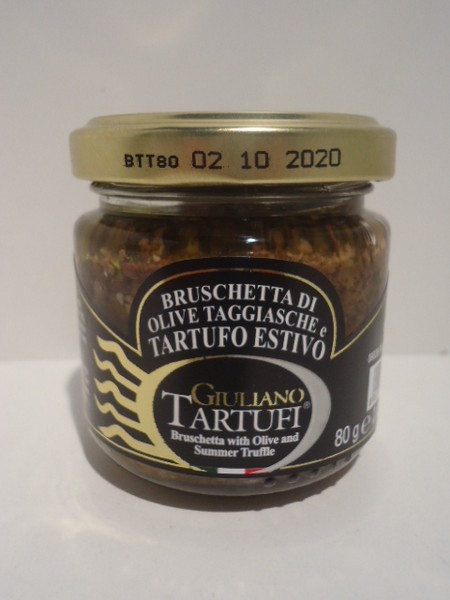 BTT80 02 10 2020
BRUSCHETTA DI
OLIVE TAGGIASCHE e
TARTUFO ESTIVO
GIULIANO
TARTUFI®
Bruschetta with Olive and
Summer Truffle
80 g e